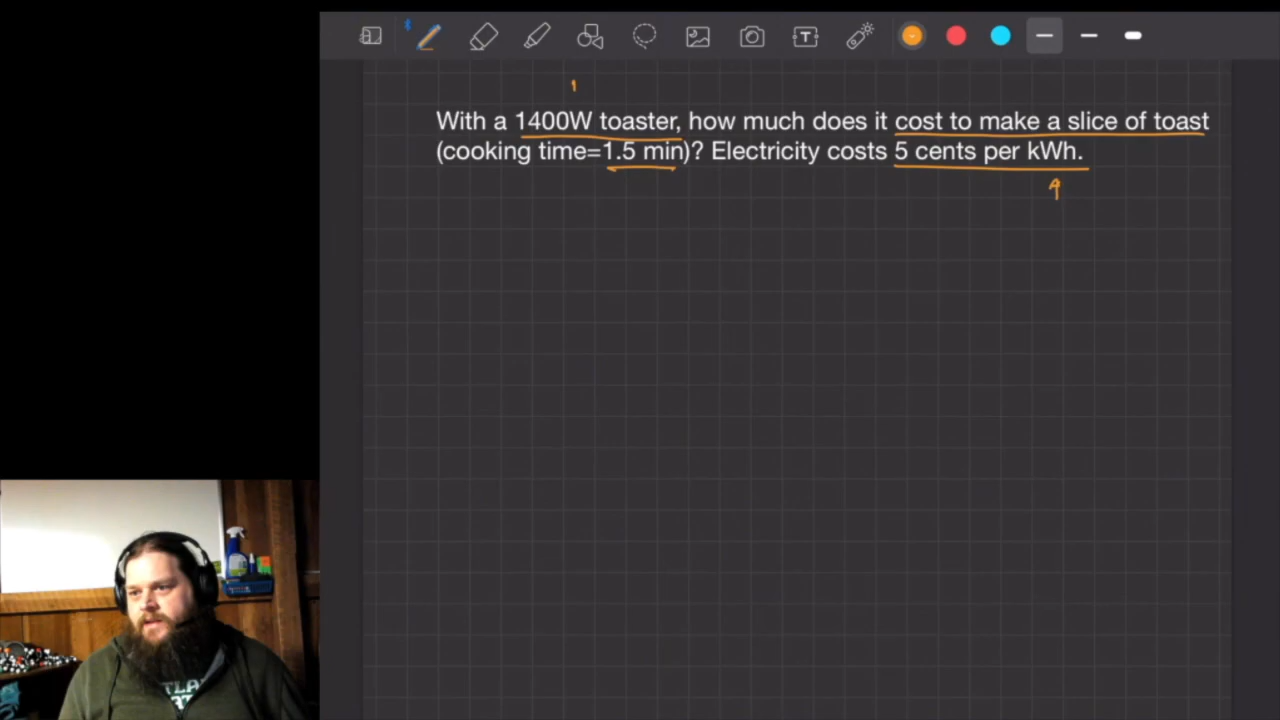 With a 1400W toaster, how much does it cost to make a slice of toast
(cooking time=1.5 min)? Electricity costs 5 cents per kWh.
T